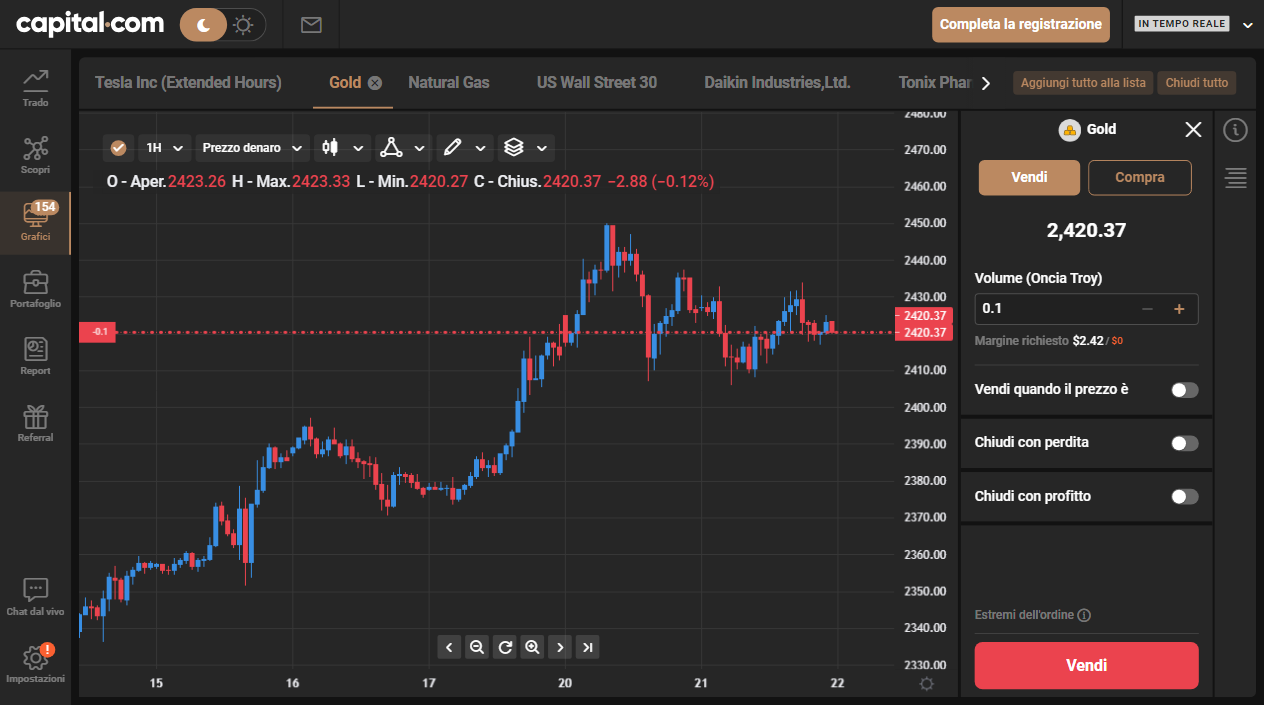 capital.com
Completa la registrazione
IN TEMPO REALE
Trado
Scopri
154
Grafici
Portafoglio
Report
Referral
Chat dal vivo
!
Impostazioni
Tesla Inc (Extended Hours)
Gold
Natural Gas
US Wall Street 30
Daikin Industries,Ltd.
Tonix Phar
Aggiungi tutto alla lista
Chiudi tutto
1H
Prezzo denaro
O - Aper.2423.26 H - Max.2423.33 L - Min.2420.27 C - Chius.2420.37 −2.88 (−0.12%)
-0.1
2480.00
2470.00
2460.00
2450.00
2440.00
2430.00
2420.37
2420.37
2410.00
2400.00
2390.00
2380.00
2370.00
2360.00
2350.00
2340.00
2330.00
15
16
17
20
21
22
Gold
Vendi
Compra
2,420.37
Volume (Oncia Troy)
0.1
Margine richiesto $2.42 / $0
Vendi quando il prezzo è
Chiudi con perdita
Chiudi con profitto
Estremi dell'ordine
Vendi